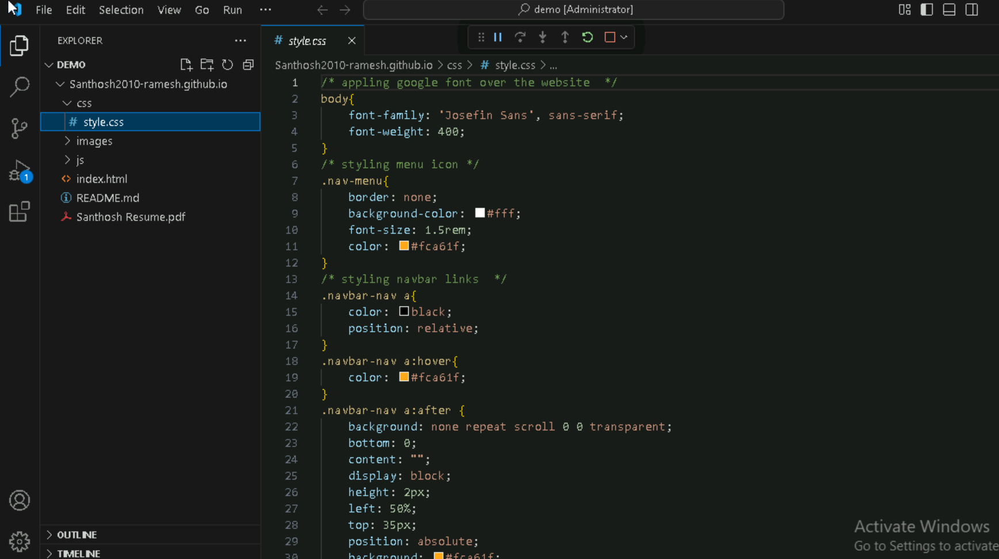 File Edit Selection View Go Run ...
demo [Administrator]
EXPLORER ...
DEMO
Santhosh2010-ramesh.github.io
css
# style.css
images
js
<> index.html
README.md
Santhosh Resume.pdf
OUTLINE
TIMELINE
1
# style.css
Santhosh2010-ramesh.github.io > css > # style.css > ...
1 /* appling google font over the website  */
2 body{
3     font-family: 'Josefin Sans', sans-serif;
4     font-weight: 400;
5 }
6 /* styling menu icon */
7 .nav-menu{
8     border: none;
9     background-color: #fff;
10     font-size: 1.5rem;
11     color: #fca61f;
12 }
13 /* styling navbar links  */
14 .navbar-nav a{
15     color: black;
16     position: relative;
17 }
18 .navbar-nav a:hover{
19     color: #fca61f;
20 }
21 .navbar-nav a:after {
22     background: none repeat scroll 0 0 transparent;
23     bottom: 0;
24     content: "";
25     display: block;
26     height: 2px;
27     left: 50%;
28     top: 35px;
29     position: absolute;
30     background: #fca61f;
Activate Windows
Go to Settings to activate